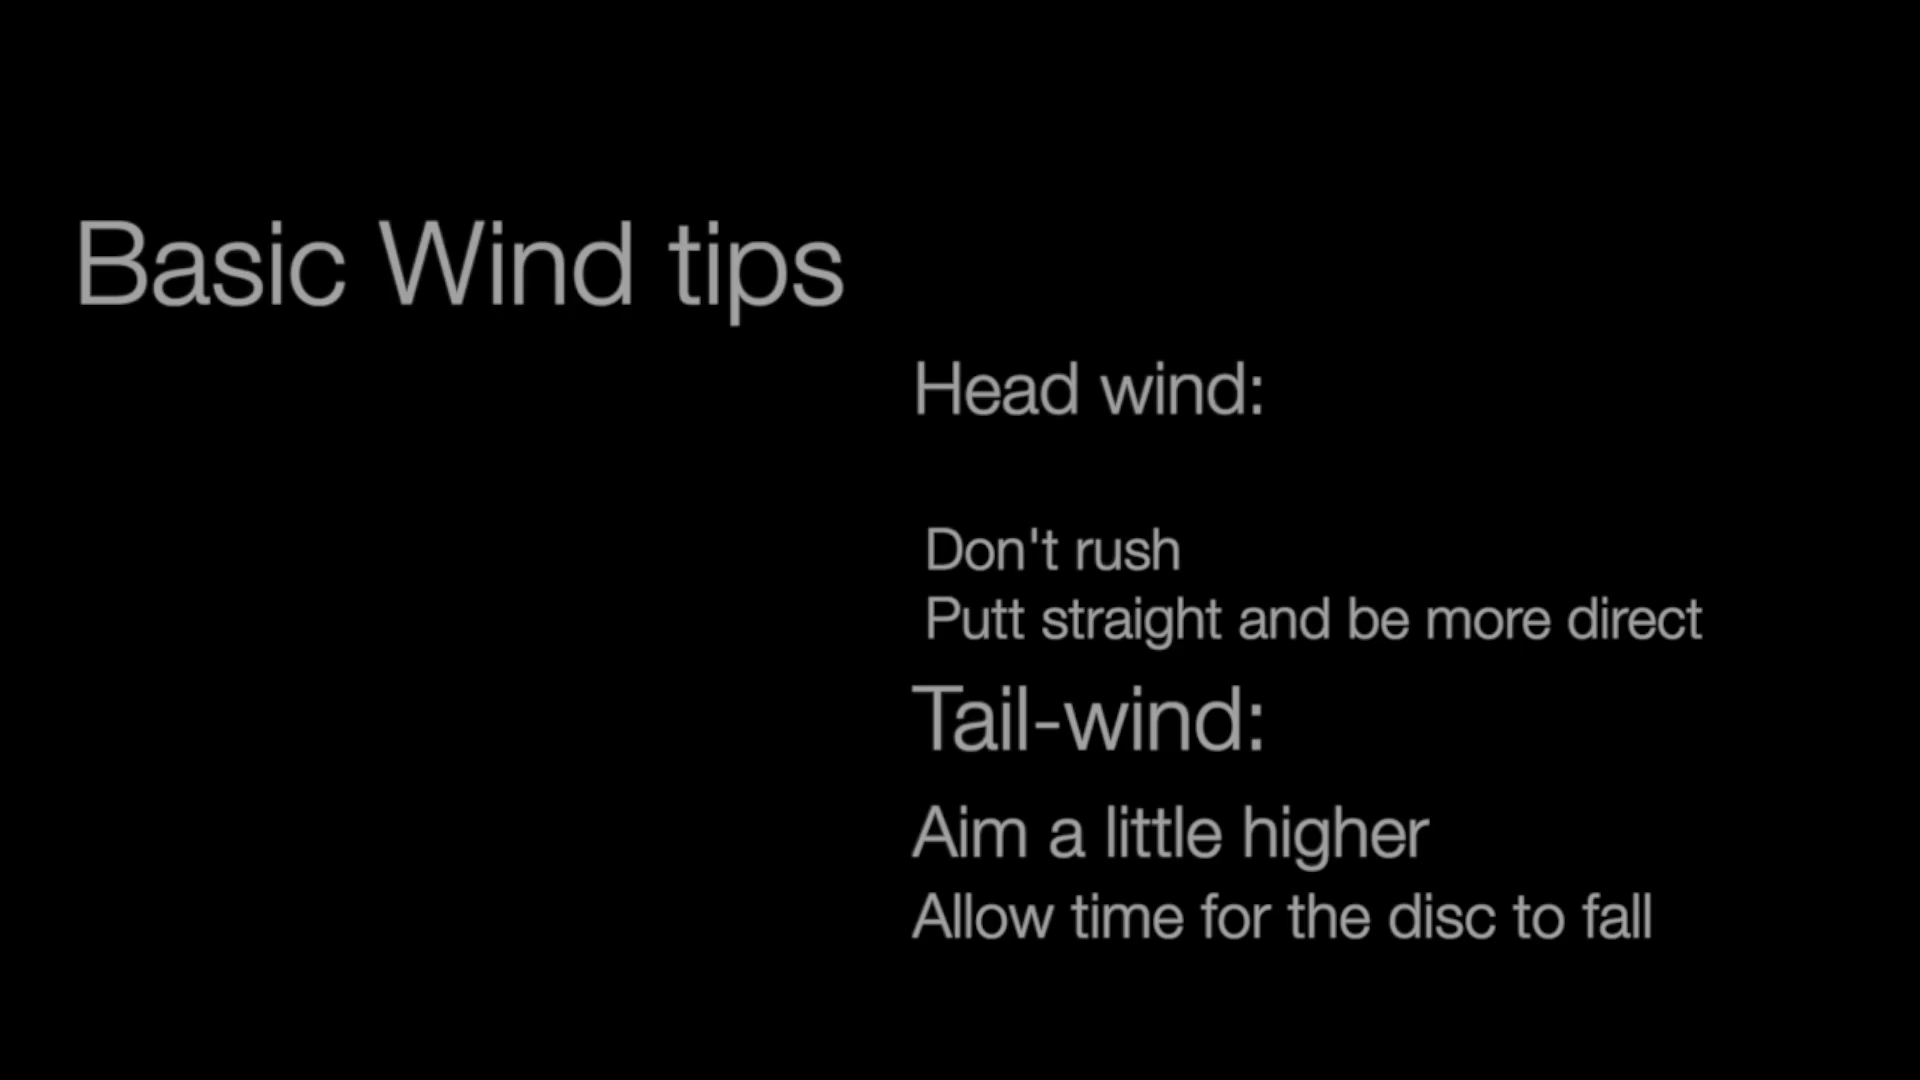 Basic Wind tips
Head wind:
Don't rush
Putt straight and be more direct
Tail-wind:
Aim a little higher
Allow time for the disc to fall